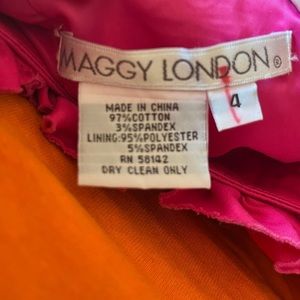 MAGGY LONDON®
4
MADE IN CHINA
97%COTTON
3%SPANDEX
LINING:95%POLYESTER
5%SPANDEX
RN 58142
DRY CLEAN ONLY